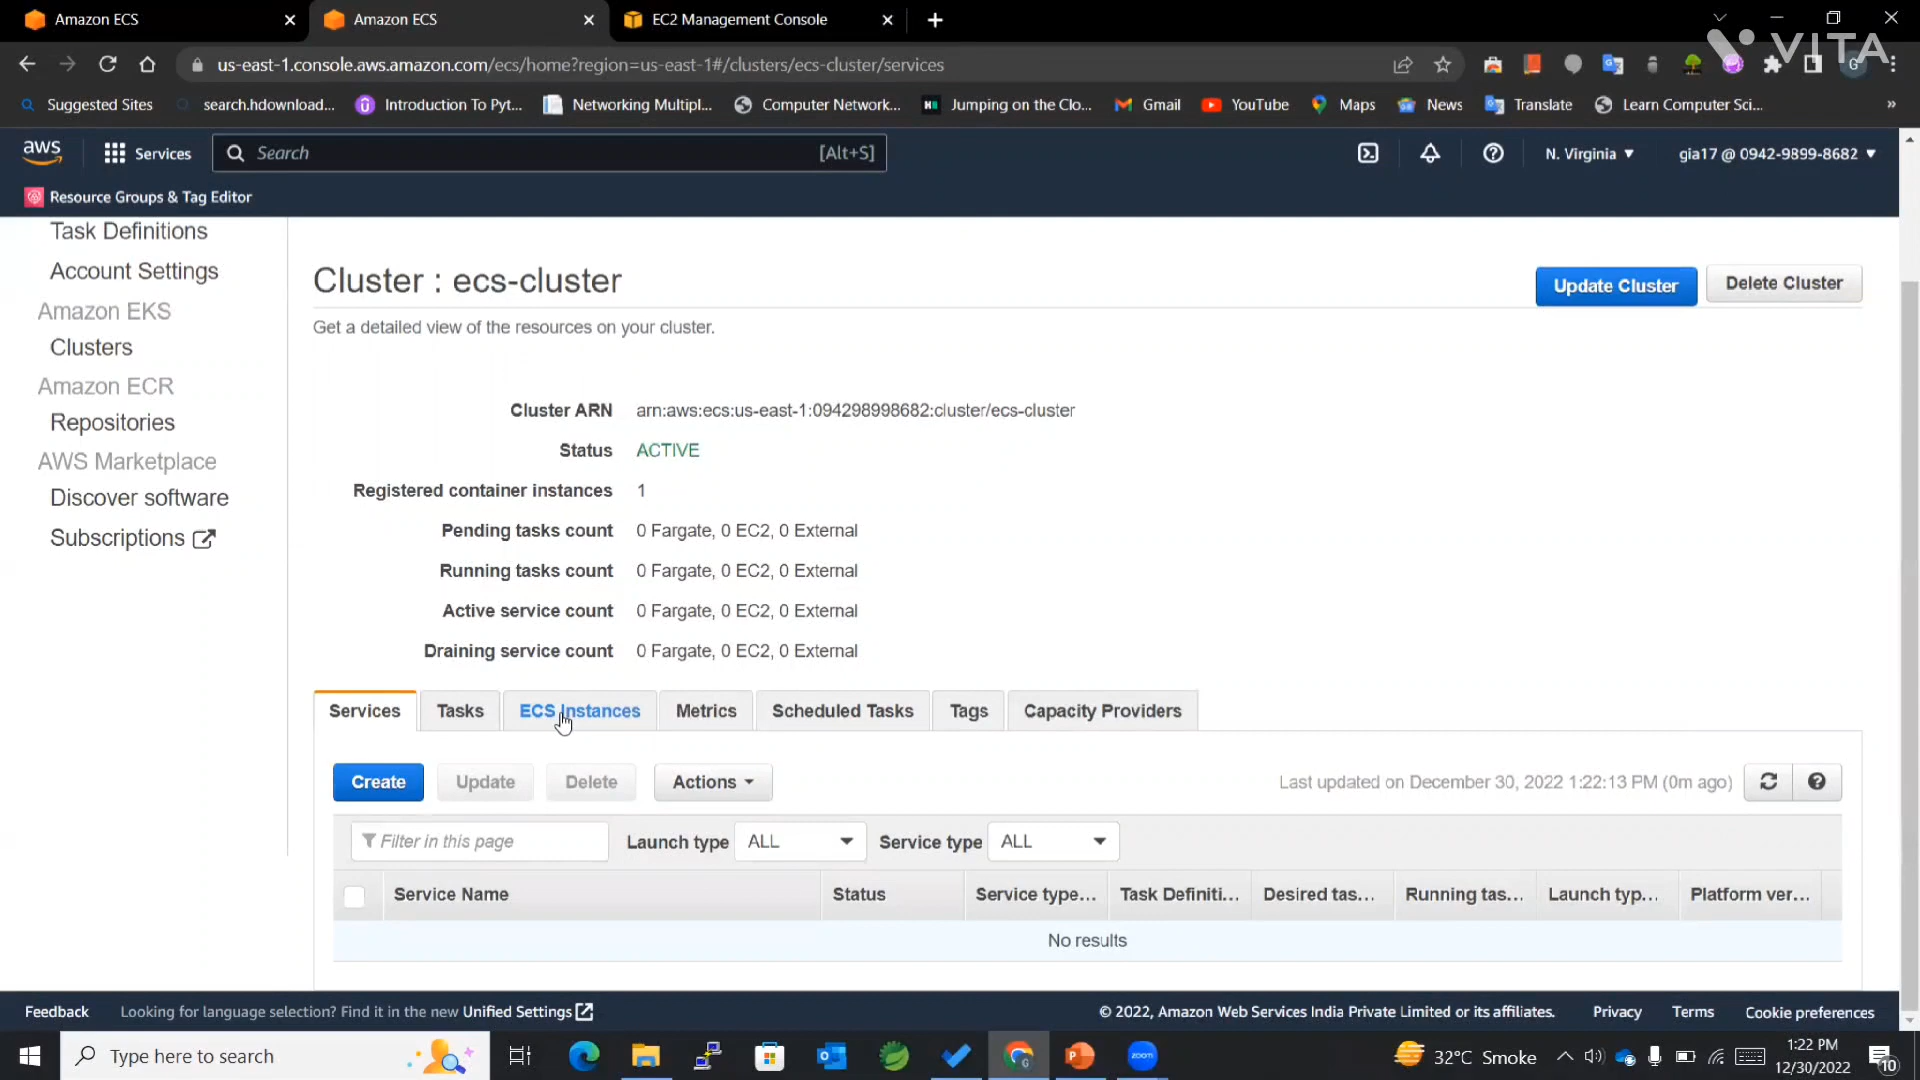 Amazon ECS
Amazon ECS
EC2 Management Console
VITA
us-east-1.console.aws.amazon.com/ecs/home?region=us-east-1#/clusters/ecs-cluster/services
G
Suggested Sites
search.hdownload...
Introduction To Pyt...
Networking Multipl...
Computer Network...
Jumping on the Clo...
Gmail
YouTube
Maps
News
Translate
Learn Computer Sci...
»
aws
Services
Search
[Alt+S]
N. Virginia
gia17 @ 0942-9899-8682
Resource Groups & Tag Editor
Task Definitions
Account Settings
Amazon EKS
Clusters
Amazon ECR
Repositories
AWS Marketplace
Discover software
Subscriptions
Cluster : ecs-cluster
Update Cluster
Delete Cluster
Get a detailed view of the resources on your cluster.
Cluster ARN arn:aws:ecs:us-east-1:094298998682:cluster/ecs-cluster
Status ACTIVE
Registered container instances 1
Pending tasks count 0 Fargate, 0 EC2, 0 External
Running tasks count 0 Fargate, 0 EC2, 0 External
Active service count 0 Fargate, 0 EC2, 0 External
Draining service count 0 Fargate, 0 EC2, 0 External
Services
Tasks
ECS Instances
Metrics
Scheduled Tasks
Tags
Capacity Providers
Create
Update
Delete
Actions
Last updated on December 30, 2022 1:22:13 PM (0m ago)
Filter in this page
Launch type ALL
Service type ALL
Service Name
Status
Service type...
Task Definiti...
Desired tas...
Running tas...
Launch typ...
Platform ver...
No results
Feedback
Looking for language selection? Find it in the new Unified Settings
© 2022, Amazon Web Services India Private Limited or its affiliates.
Privacy
Terms
Cookie preferences
Type here to search
zoom
32°C Smoke
1:22 PM
12/30/2022
10